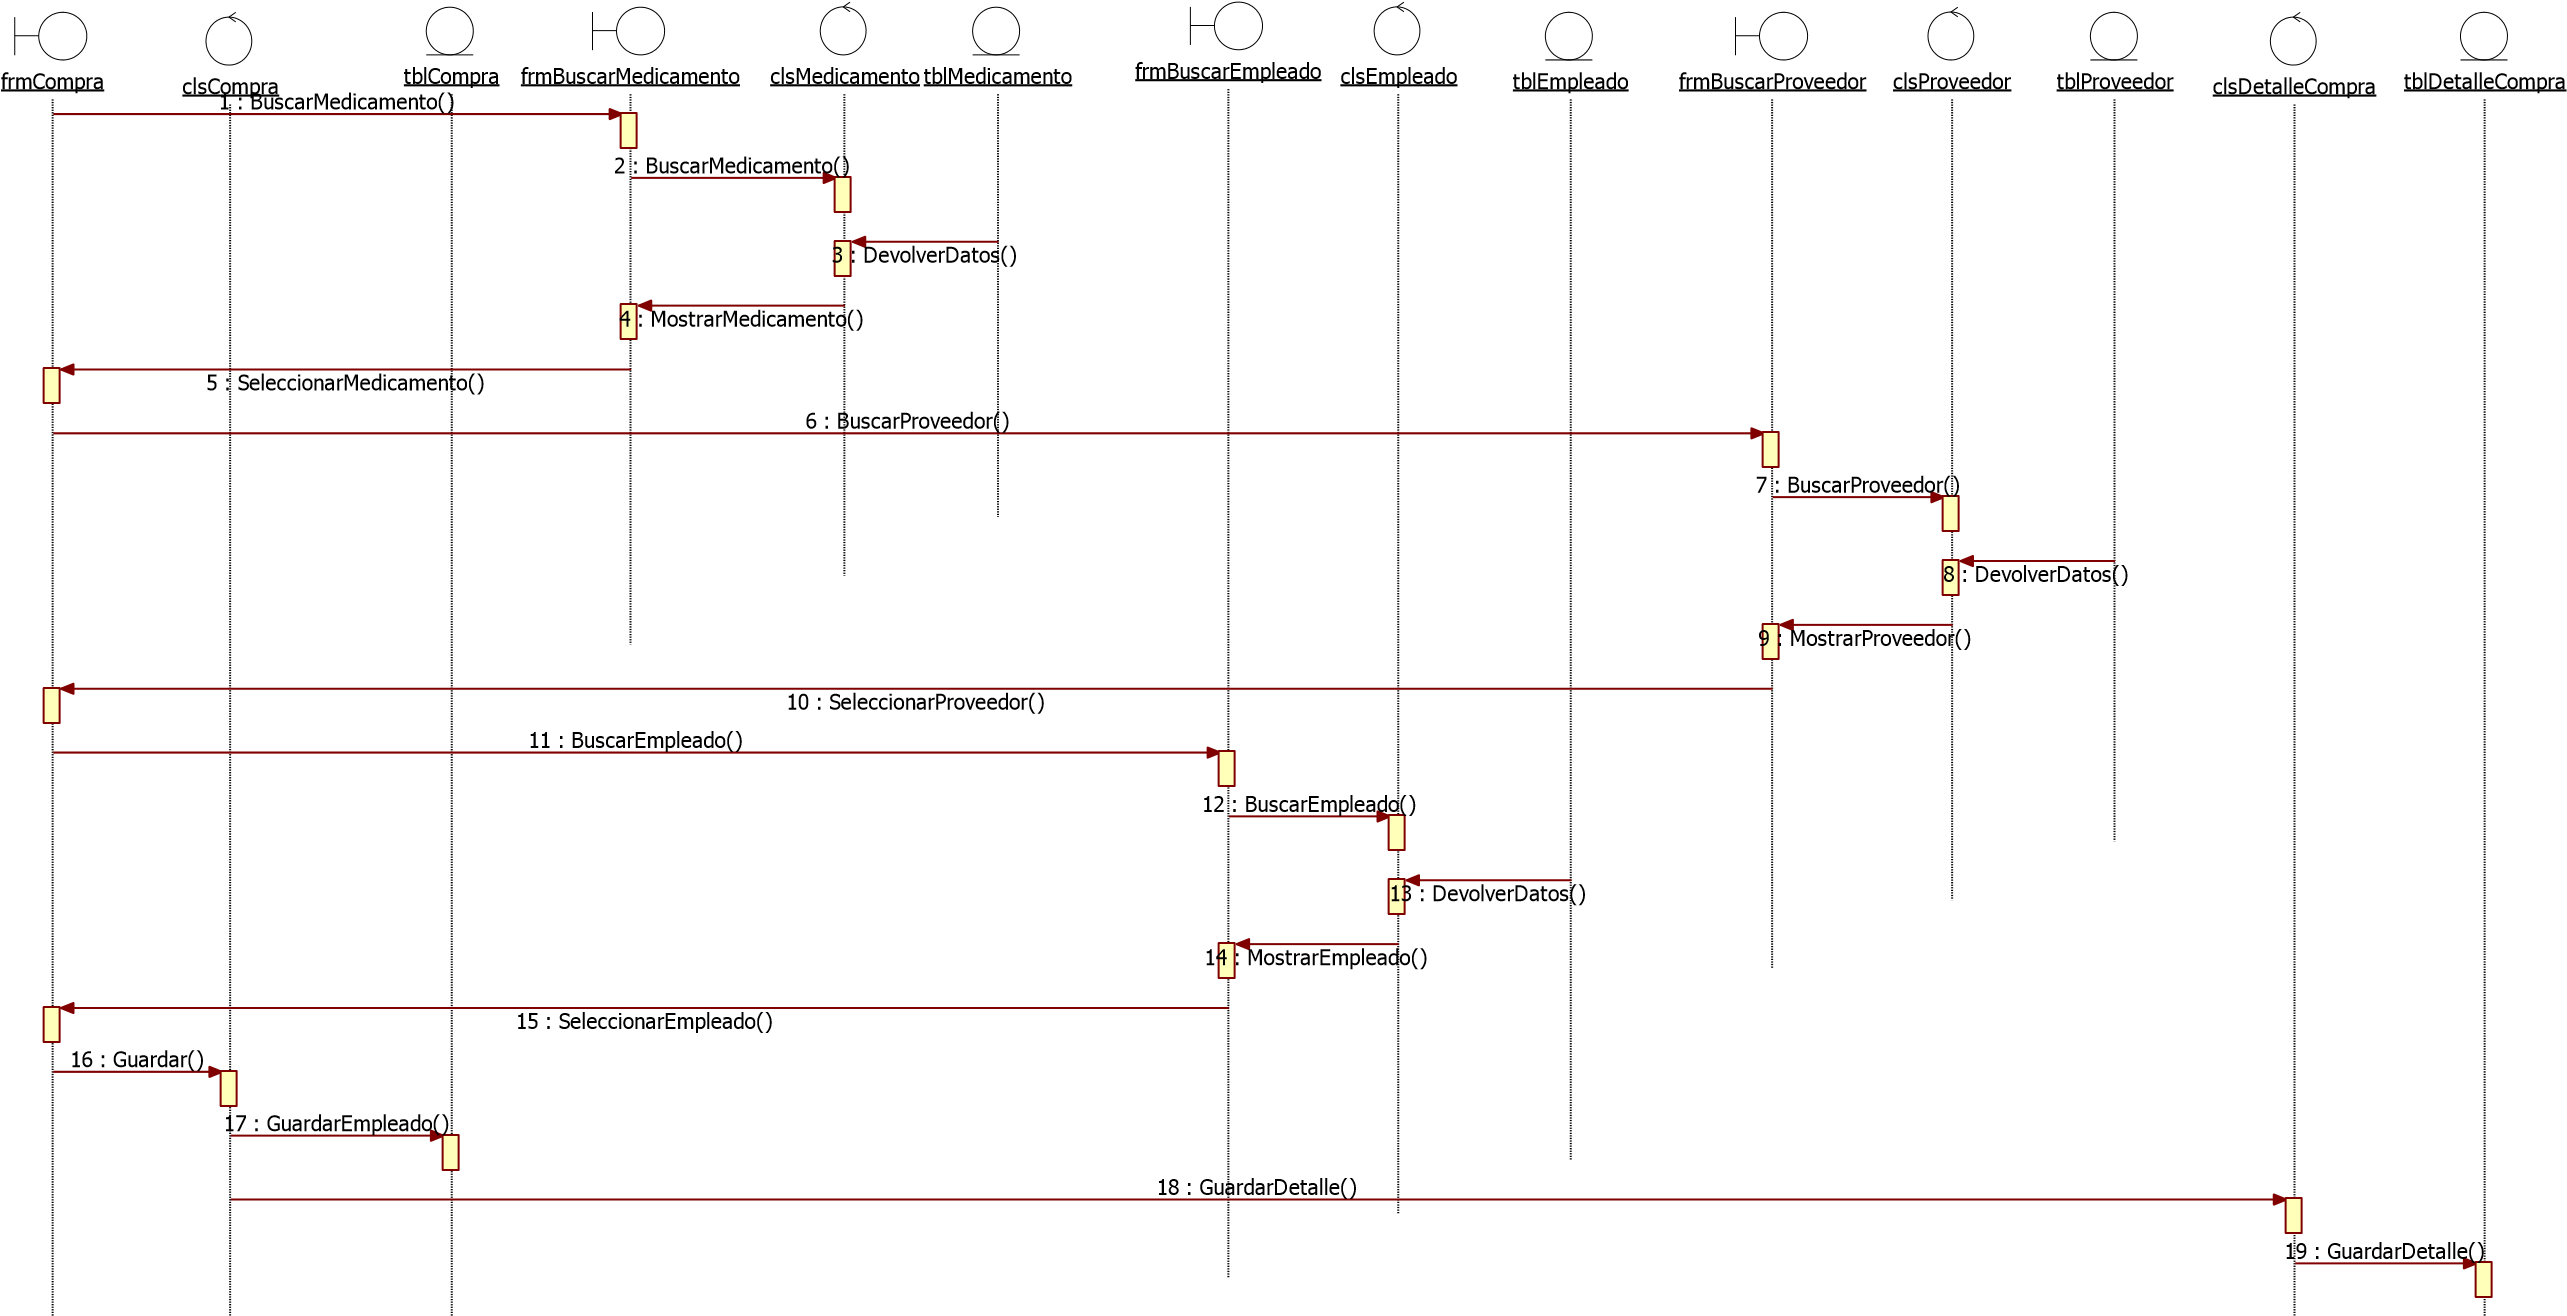 frmCompra
clsCompra
tblCompra
frmBuscarMedicamento
clsMedicamento
tblMedicamento
frmBuscarEmpleado
clsEmpleado
tblEmpleado
frmBuscarProveedor
clsProveedor
tblProveedor
clsDetalleCompra
tblDetalleCompra
1 : BuscarMedicamento()
2 : BuscarMedicamento()
3 : DevolverDatos()
4 : MostrarMedicamento()
5 : SeleccionarMedicamento()
6 : BuscarProveedor()
7 : BuscarProveedor()
8 : DevolverDatos()
9 : MostrarProveedor()
10 : SeleccionarProveedor()
11 : BuscarEmpleado()
12 : BuscarEmpleado()
13 : DevolverDatos()
14 : MostrarEmpleado()
15 : SeleccionarEmpleado()
16 : Guardar()
17 : GuardarEmpleado()
18 : GuardarDetalle()
19 : GuardarDetalle()